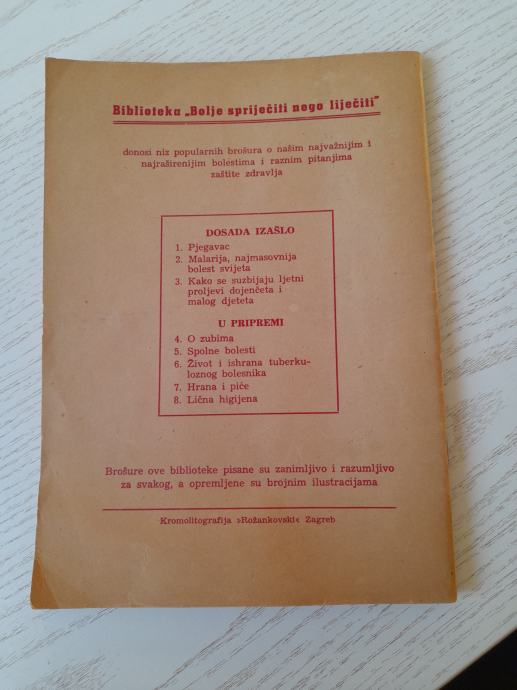 Biblioteka „Bolje spriječiti nego liječiti"
donosi niz popularnih brošura o našim najvažnijim i
najraširenijim bolestima i raznim pitanjima
zaštite zdravlja
DOSADA IZAŠLO
1. Pjegavac
2. Malarija, najmasovnija
bolest svijeta
3. Kako se suzbijaju ljetni
proljevi dojenčeta i
malog djeteta
U PRIPREMI
4. O zubima
5. Spolne bolesti
6. Život i ishrana tuberku-
loznog bolesnika
7. Hrana i piće
8. Lična higijena
Brošure ove biblioteke pisane su zanimljivo i razumljivo
za svakog, a opremljene su brojnim ilustracijama
Kromolitografija »Rožankovski« Zagreb